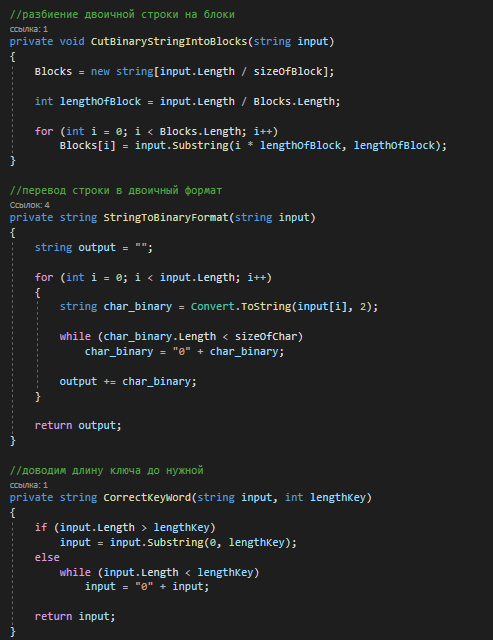 //разбиение двоичной строки на блоки
ссылка: 1
private void CutBinaryStringIntoBlocks(string input)
{
    Blocks = new string[input.Length / sizeOfBlock];

    int lengthOfBlock = input.Length / Blocks.Length;

    for (int i = 0; i < Blocks.Length; i++)
        Blocks[i] = input.Substring(i * lengthOfBlock, lengthOfBlock);
}

//перевод строки в двоичный формат
Ссылок: 4
private string StringToBinaryFormat(string input)
{
    string output = "";

    for (int i = 0; i < input.Length; i++)
    {
        string char_binary = Convert.ToString(input[i], 2);

        while (char_binary.Length < sizeOfChar)
            char_binary = "0" + char_binary;

        output += char_binary;
    }

    return output;
}

//доводим длину ключа до нужной
ссылка: 1
private string CorrectKeyWord(string input, int lengthKey)
{
    if (input.Length > lengthKey)
        input = input.Substring(0, lengthKey);
    else
        while (input.Length < lengthKey)
            input = "0" + input;

    return input;
}